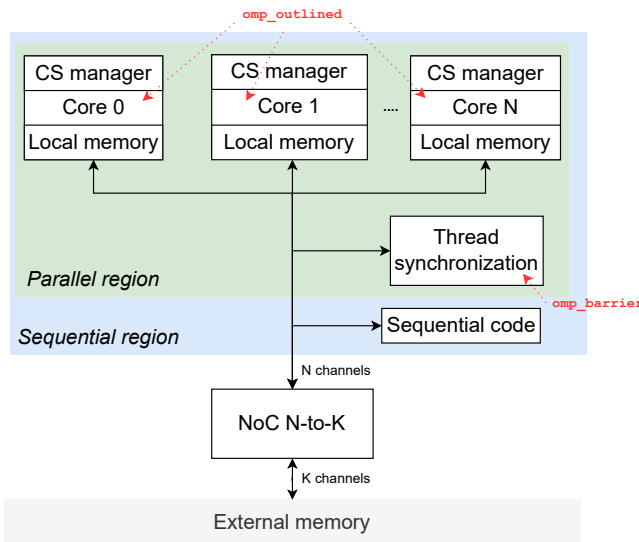 omp_outlined
CS manager
Core 0
Local memory
CS manager
Core 1
Local memory
....
CS manager
Core N
Local memory
Thread
synchronization
Parallel region
omp_barrier
Sequential code
Sequential region
N channels
NoC N-to-K
K channels
External memory